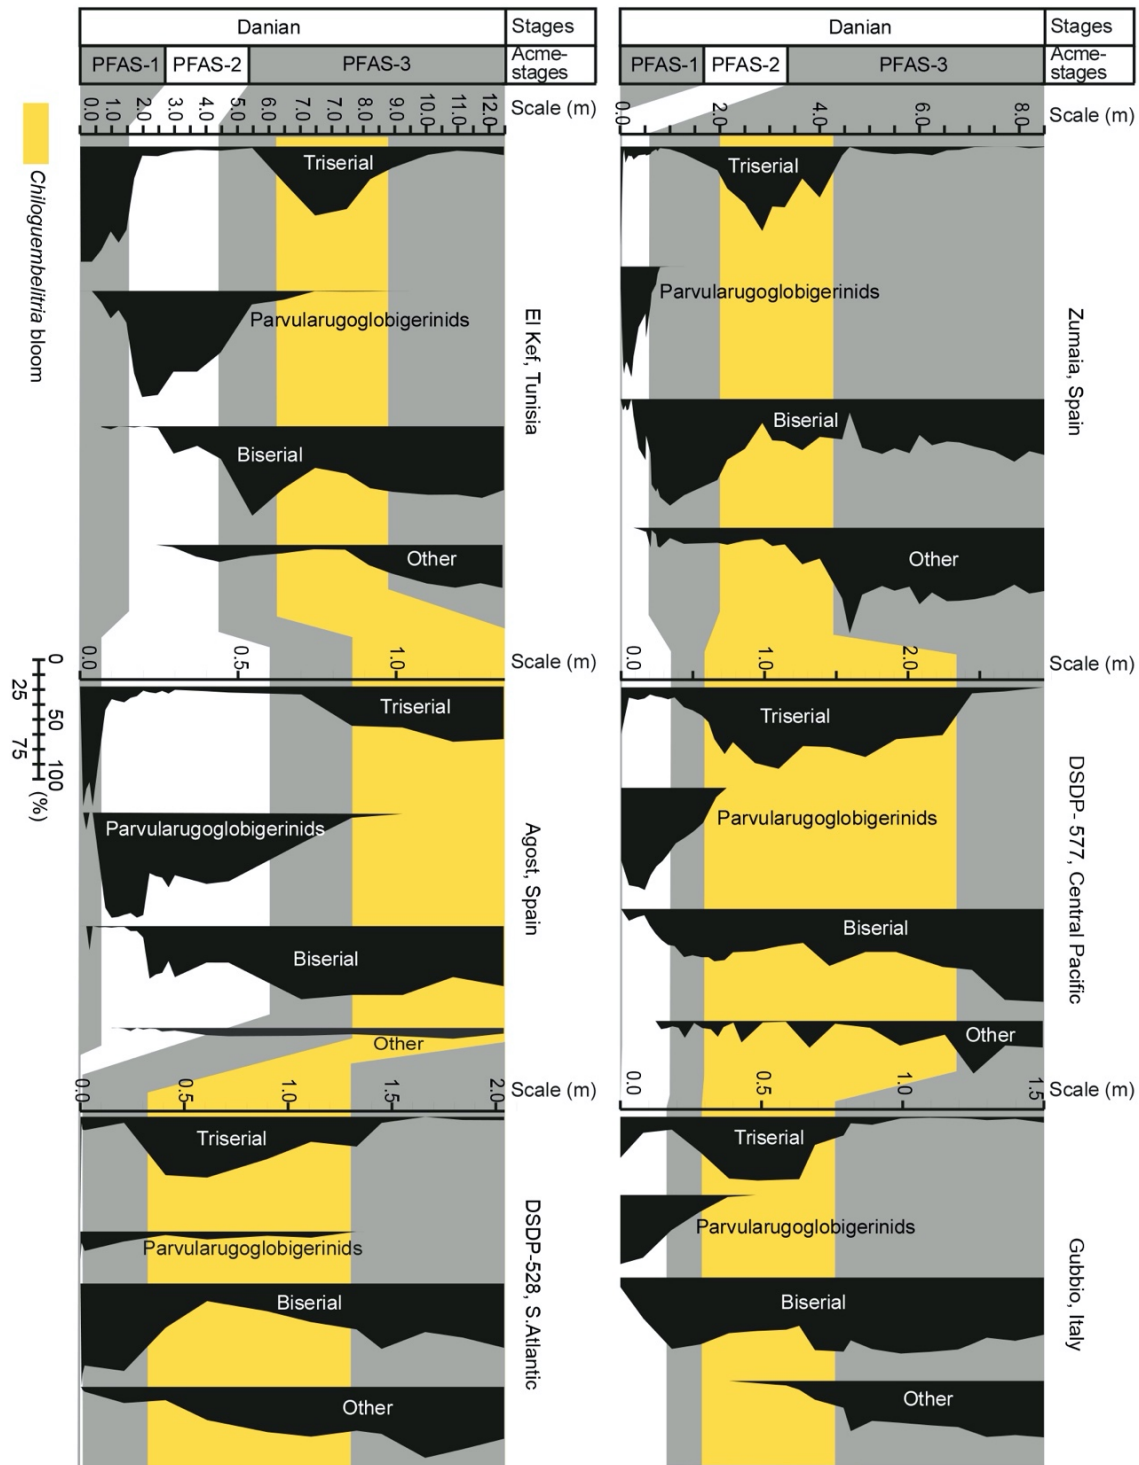 Danian
Stages
PFAS-1
PFAS-2
PFAS-3
Acme-
stages
0.0
1.0
2.0
3.0
4.0
5.0
6.0
7.0
8.0
9.0
10.0
11.0
12.0
Scale (m)
Triserial
Parvularugoglobigerinids
Biserial
Other
El Kef, Tunisia
Chiloguembelitria bloom
0.0
0.5
1.0
Scale (m)
Triserial
Parvularugoglobigerinids
Biserial
Other
Agost, Spain
0
25
50
75
100
(%)
0.0
0.5
1.0
1.5
2.0
Scale (m)
Triserial
Parvularugoglobigerinids
Biserial
Other
DSDP-528, S.Atlantic
Danian
Stages
PFAS-1
PFAS-2
PFAS-3
Acme-
stages
0.0
2.0
4.0
6.0
8.0
Scale (m)
Triserial
Parvularugoglobigerinids
Biserial
Other
Zumaia, Spain
0.0
1.0
2.0
Scale (m)
Triserial
Parvularugoglobigerinids
Biserial
Other
DSDP- 577, Central Pacific
0.0
0.5
1.0
1.5
Scale (m)
Triserial
Parvularugoglobigerinids
Biserial
Other
Gubbio, Italy